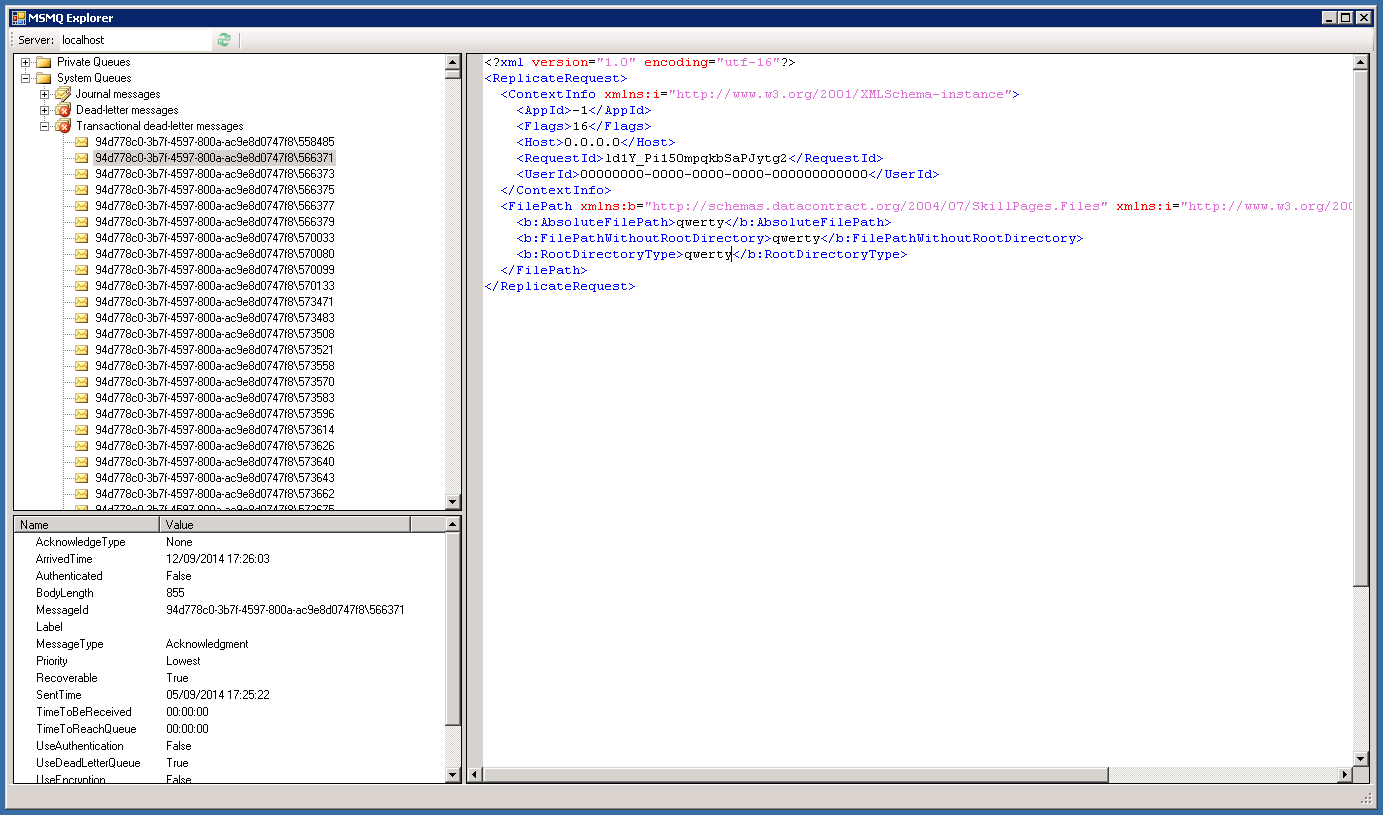 MSMQ Explorer
Server: localhost
Private Queues
System Queues
Journal messages
Dead-letter messages
Transactional dead-letter messages
94d778c0-3b7f-4597-800a-ac9e8d0747f8\558485
94d778c0-3b7f-4597-800a-ac9e8d0747f8\566371
94d778c0-3b7f-4597-800a-ac9e8d0747f8\566373
94d778c0-3b7f-4597-800a-ac9e8d0747f8\566375
94d778c0-3b7f-4597-800a-ac9e8d0747f8\566377
94d778c0-3b7f-4597-800a-ac9e8d0747f8\566379
94d778c0-3b7f-4597-800a-ac9e8d0747f8\570033
94d778c0-3b7f-4597-800a-ac9e8d0747f8\570080
94d778c0-3b7f-4597-800a-ac9e8d0747f8\570099
94d778c0-3b7f-4597-800a-ac9e8d0747f8\570133
94d778c0-3b7f-4597-800a-ac9e8d0747f8\573471
94d778c0-3b7f-4597-800a-ac9e8d0747f8\573483
94d778c0-3b7f-4597-800a-ac9e8d0747f8\573508
94d778c0-3b7f-4597-800a-ac9e8d0747f8\573521
94d778c0-3b7f-4597-800a-ac9e8d0747f8\573558
94d778c0-3b7f-4597-800a-ac9e8d0747f8\573570
94d778c0-3b7f-4597-800a-ac9e8d0747f8\573583
94d778c0-3b7f-4597-800a-ac9e8d0747f8\573596
94d778c0-3b7f-4597-800a-ac9e8d0747f8\573614
94d778c0-3b7f-4597-800a-ac9e8d0747f8\573626
94d778c0-3b7f-4597-800a-ac9e8d0747f8\573640
94d778c0-3b7f-4597-800a-ac9e8d0747f8\573643
94d778c0-3b7f-4597-800a-ac9e8d0747f8\573662
94d778c0-3b7f-4597-800a-ac9e8d0747f8\573675
Name Value
AcknowledgeType None
ArrivedTime 12/09/2014 17:26:03
Authenticated False
BodyLength 855
MessageId 94d778c0-3b7f-4597-800a-ac9e8d0747f8\566371
Label
MessageType Acknowledgment
Priority Lowest
Recoverable True
SentTime 05/09/2014 17:25:22
TimeToBeReceived 00:00:00
TimeToReachQueue 00:00:00
UseAuthentication False
UseDeadLetterQueue True
UseEncryption False
<?xml version="1.0" encoding="utf-16"?>
<ReplicateRequest>
<ContextInfo xmlns:i="http://www.w3.org/2001/XMLSchema-instance">
<AppId>-1</AppId>
<Flags>16</Flags>
<Host>0.0.0.0</Host>
<RequestId>ld1Y_Pi15OmpqkbSaPJytg2</RequestId>
<UserId>00000000-0000-0000-0000-000000000000</UserId>
</ContextInfo>
<FilePath xmlns:b="http://schemas.datacontract.org/2004/07/SkillPages.Files" xmlns:i="http://www.w3.org/200
<b:AbsoluteFilePath>qwerty</b:AbsoluteFilePath>
<b:FilePathWithoutRootDirectory>qwerty</b:FilePathWithoutRootDirectory>
<b:RootDirectoryType>qwerty</b:RootDirectoryType>
</FilePath>
</ReplicateRequest>